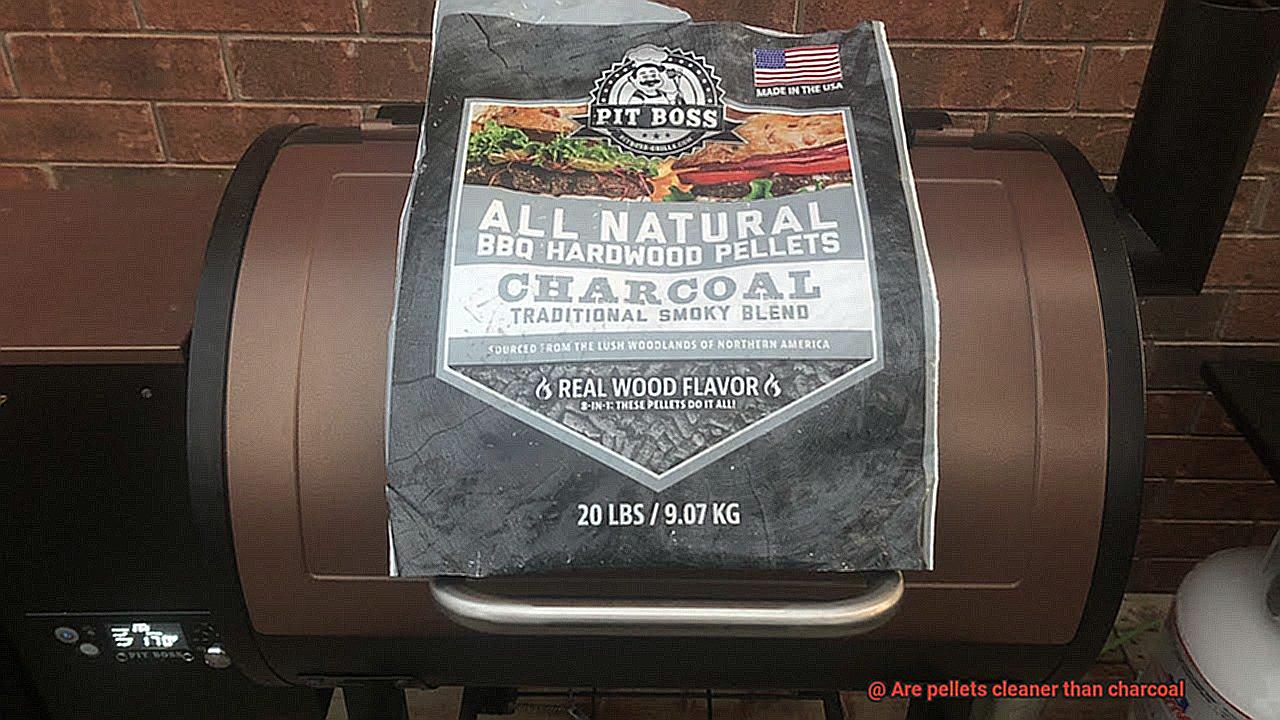 PIT BOSS
MADE IN THE USA
ALL NATURAL
BBQ HARDWOOD PELLETS
CHARCOAL
TRADITIONAL SMOKY BLEND
SOURCED FROM THE LUSH WOODLANDS OF NORTHERN AMERICA
REAL WOOD FLAVOR
8-IN-1: THESE PELLETS DO IT ALL!
20 LBS / 9.07 KG
PIT BOSS
@ Are pellets cleaner than charcoal